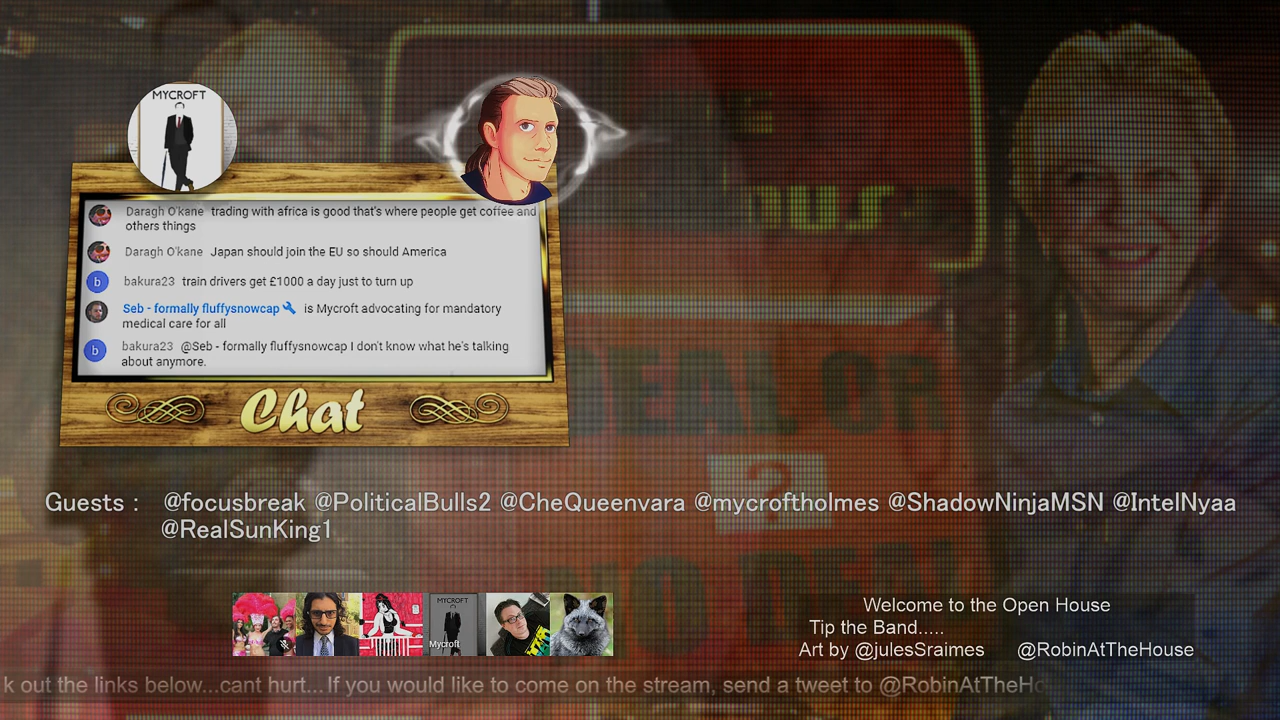 MYCROFT
Daragh O'kane trading with africa is good that's where people get coffee and
others things
Daragh O'kane Japan should join the EU so should America
b bakura23 train drivers get £1000 a day just to turn up
Seb - formally fluffysnowcap is Mycroft advocating for mandatory
medical care for all
b bakura23 @Seb - formally fluffysnowcap I don't know what he's talking
about anymore.
Chat
DEAL OR
?
NO DEAL
Guests : @focusbreak @PoliticalBulls2 @CheQueenvara @mycroftholmes @ShadowNinjaMSN @IntelNyaa
@RealSunKing1
MYCROFT
Mycroft
Welcome to the Open House
Tip the Band.....
Art by @julesSraimes @RobinAtTheHouse
k out the links below...cant hurt... If you would like to come on the stream, send a tweet to @RobinAtTheHo